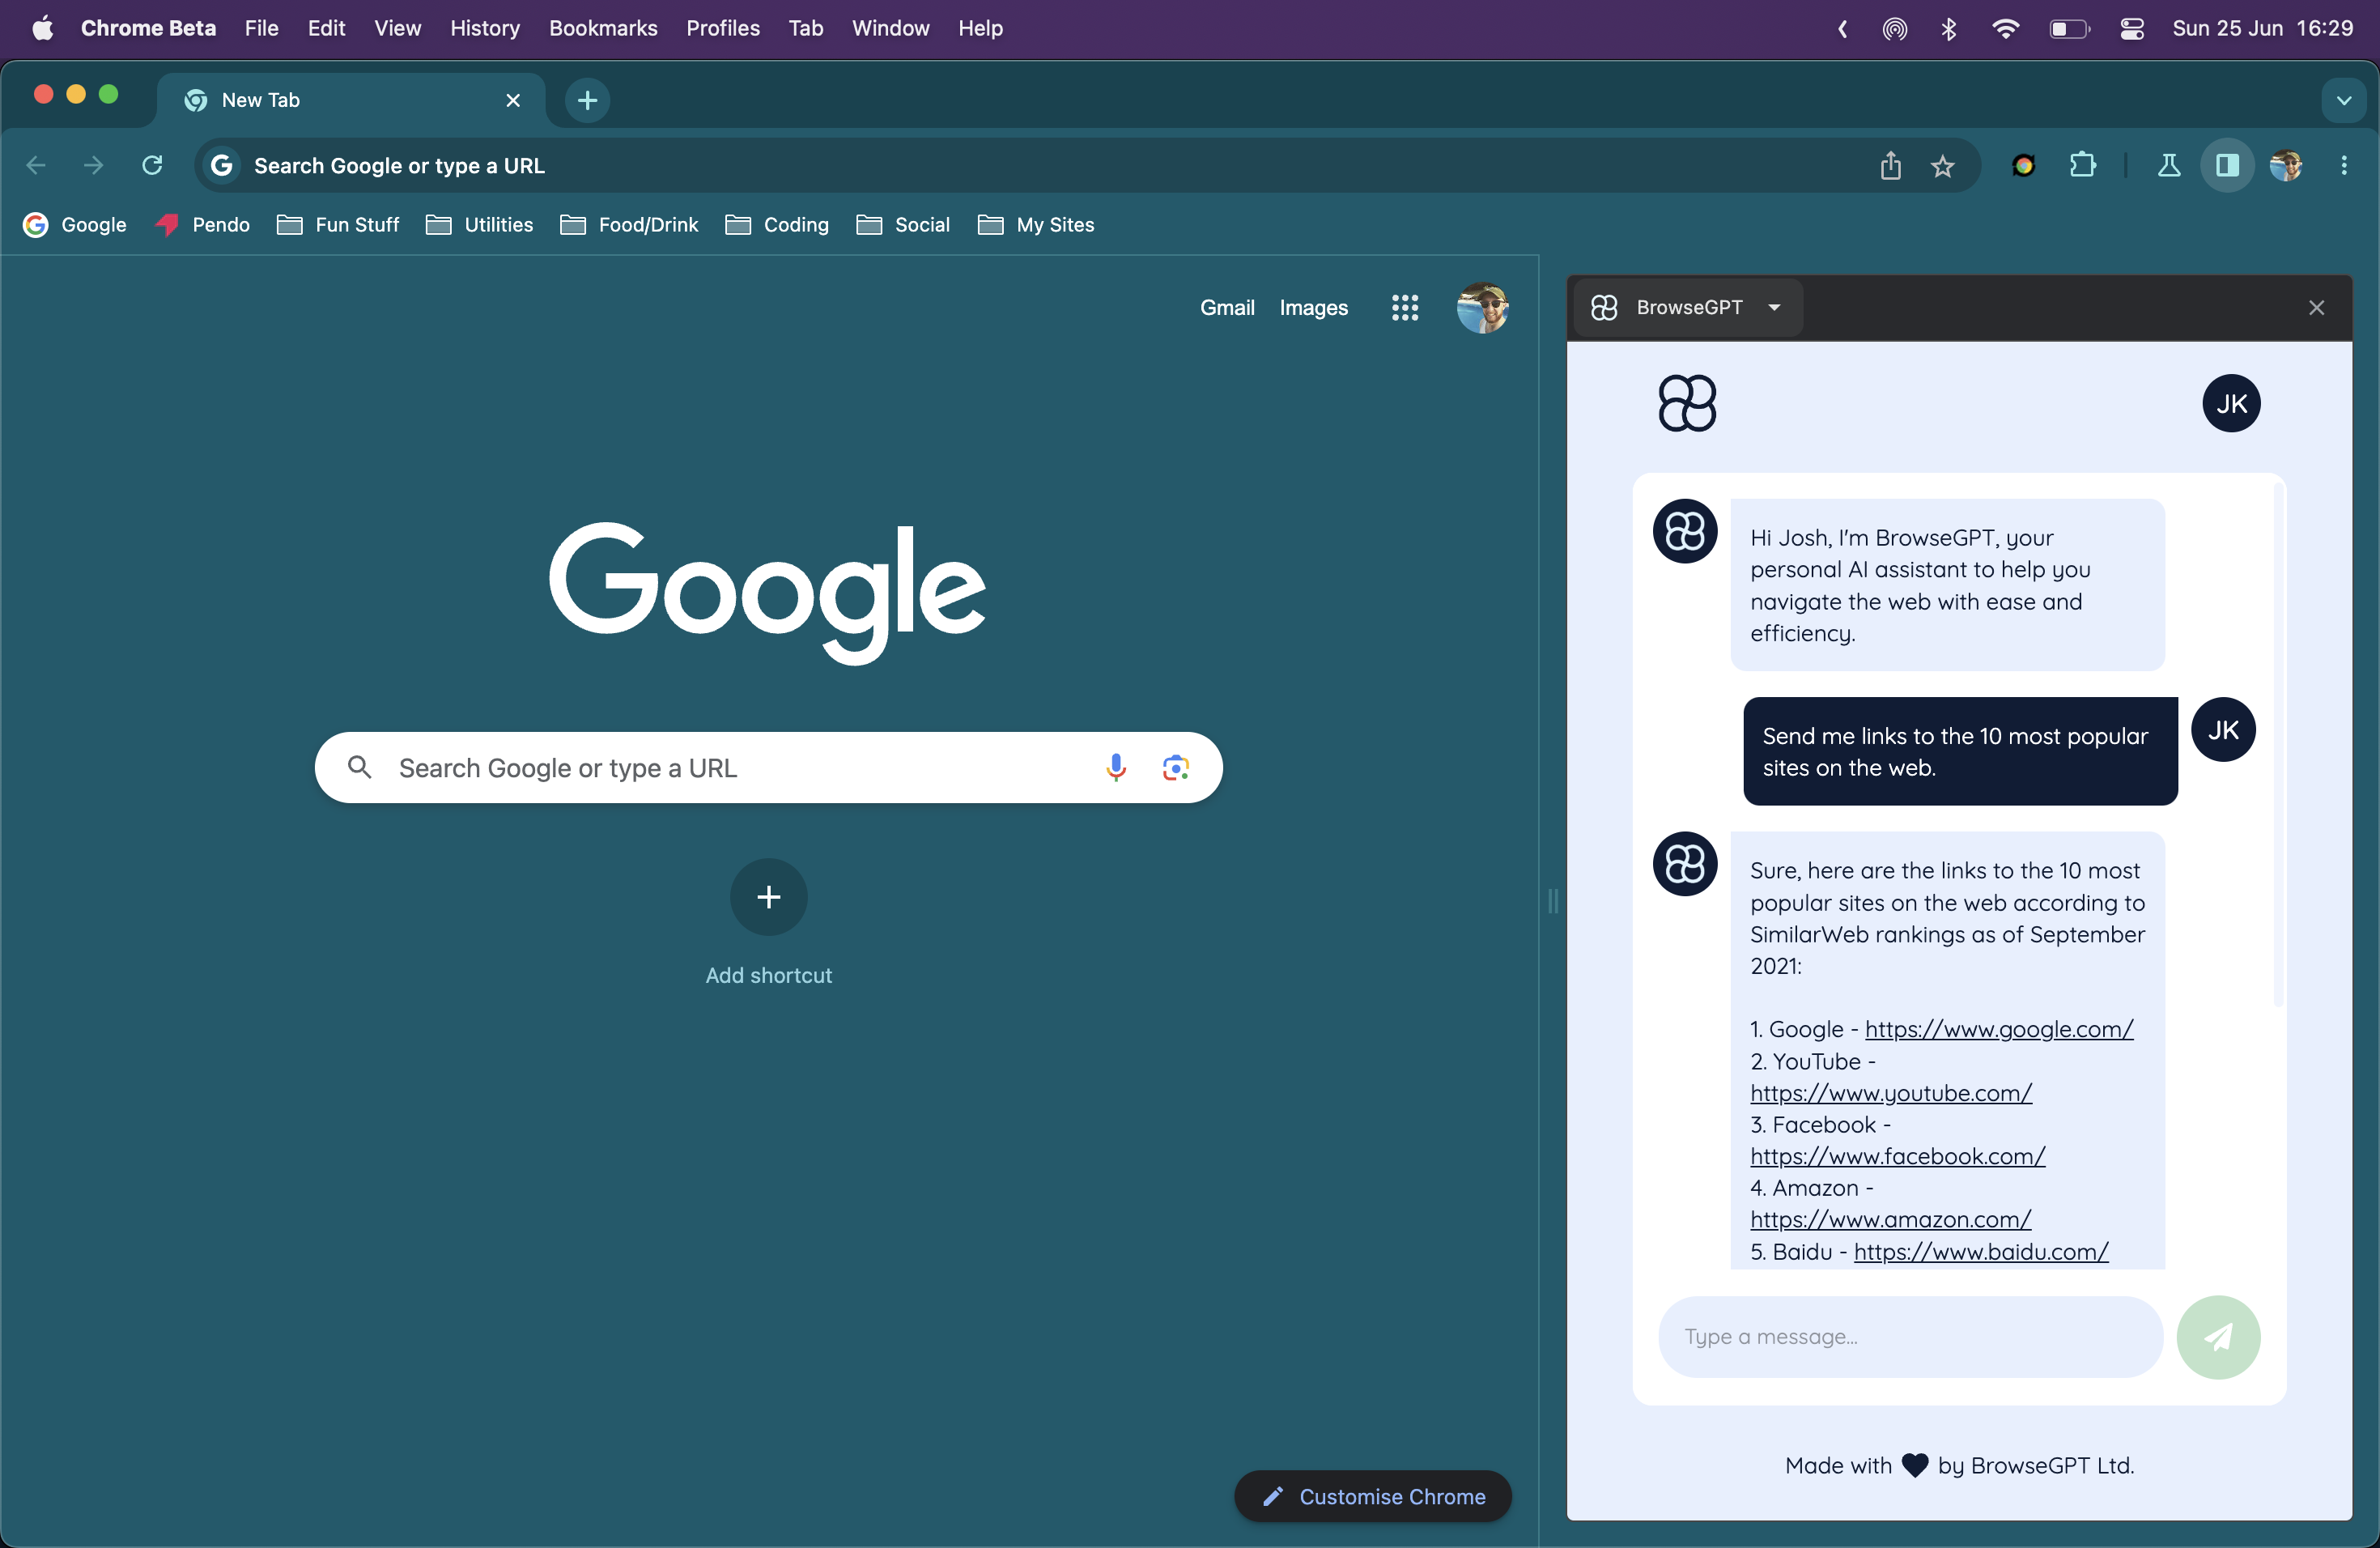 Chrome Beta File Edit View History Bookmarks Profiles Tab Window Help Sun 25 Jun 16:29
New Tab
Search Google or type a URL
Google Pendo Fun Stuff Utilities Food/Drink Coding Social My Sites
Gmail Images
Google
Search Google or type a URL
Add shortcut
Customise Chrome
BrowseGPT
JK
Hi Josh, I'm BrowseGPT, your
personal AI assistant to help you
navigate the web with ease and
efficiency.
Send me links to the 10 most popular
sites on the web.
JK
Sure, here are the links to the 10 most
popular sites on the web according to
SimilarWeb rankings as of September
2021:
1. Google - https://www.google.com/
2. YouTube -
https://www.youtube.com/
3. Facebook -
https://www.facebook.com/
4. Amazon -
https://www.amazon.com/
5. Baidu - https://www.baidu.com/
Type a message...
Made with by BrowseGPT Ltd.